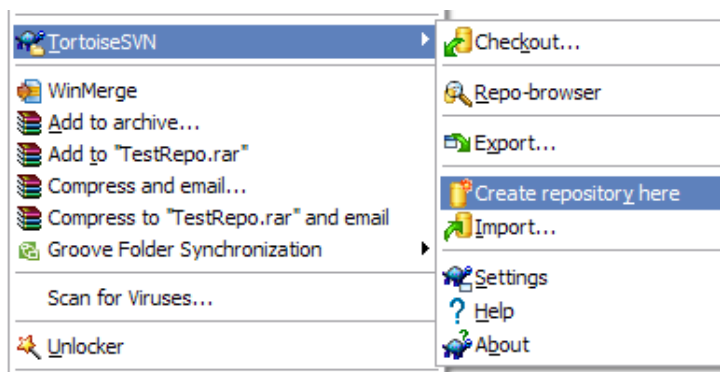 TortoiseSVN
WinMerge
Add to archive...
Add to "TestRepo.rar"
Compress and email...
Compress to "TestRepo.rar" and email
Groove Folder Synchronization
Scan for Viruses...
Unlocker
Checkout...
Repo-browser
Export...
Create repository here
Import...
Settings
Help
About